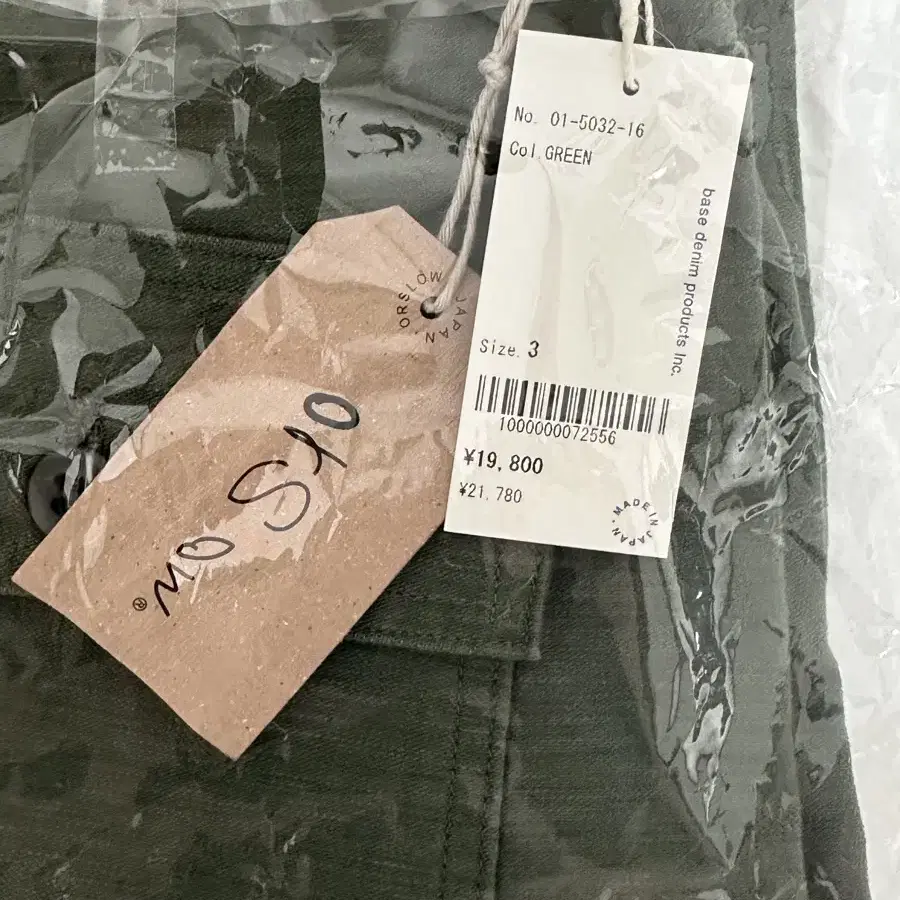 No. 01-5032-16
Col.GREEN
base denim products Inc.
Size. 3
1000000072556
¥19,800
¥21,780
MADE IN JAPAN
ORSLOW JAPAN
orSlow®